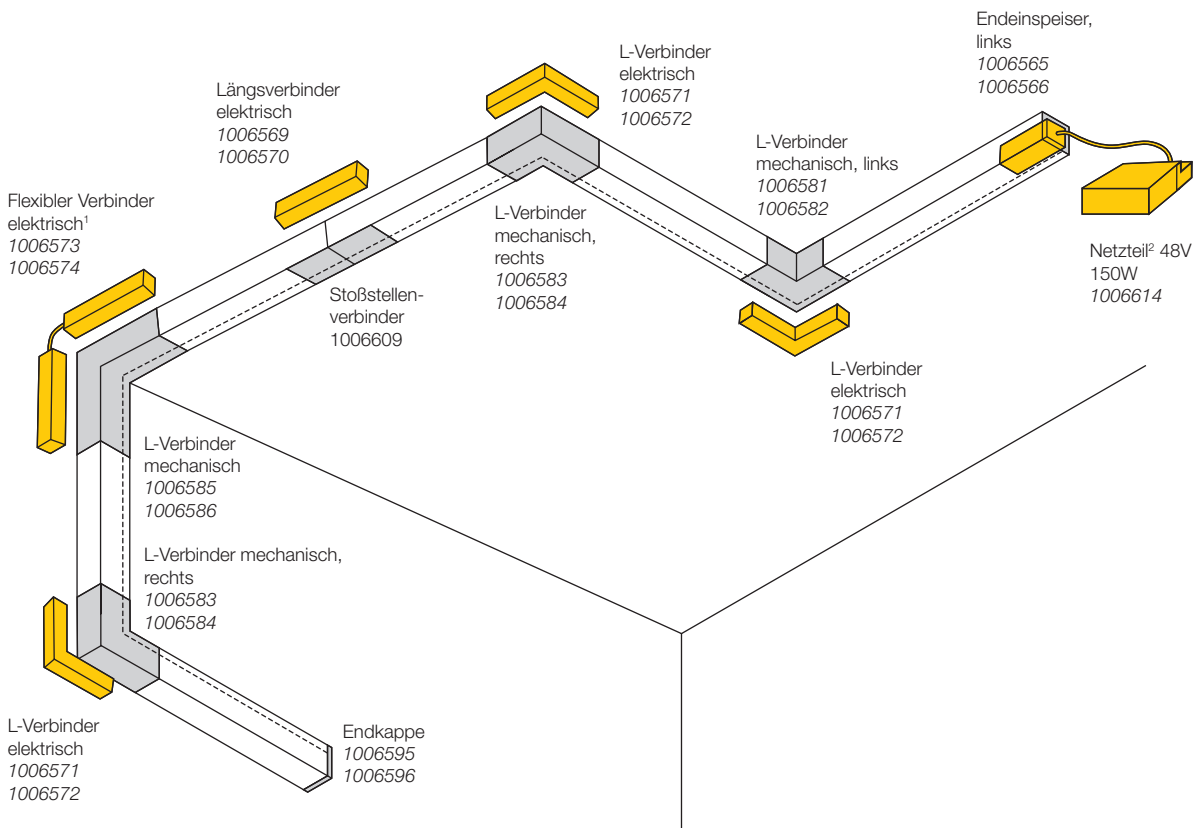 Endeinspeiser,
links
1006565
1006566
L-Verbinder
elektrisch
1006571
1006572
Längsverbinder
elektrisch
1006569
1006570
L-Verbinder
mechanisch, links
1006581
1006582
Flexibler Verbinder
elektrisch¹
1006573
1006574
L-Verbinder
mechanisch,
rechts
1006583
1006584
Netzteil² 48V
150W
1006614
Stoßstellen-
verbinder
1006609
L-Verbinder
elektrisch
1006571
1006572
L-Verbinder
mechanisch
1006585
1006586
L-Verbinder mechanisch,
rechts
1006583
1006584
L-Verbinder
elektrisch
1006571
1006572
Endkappe
1006595
1006596